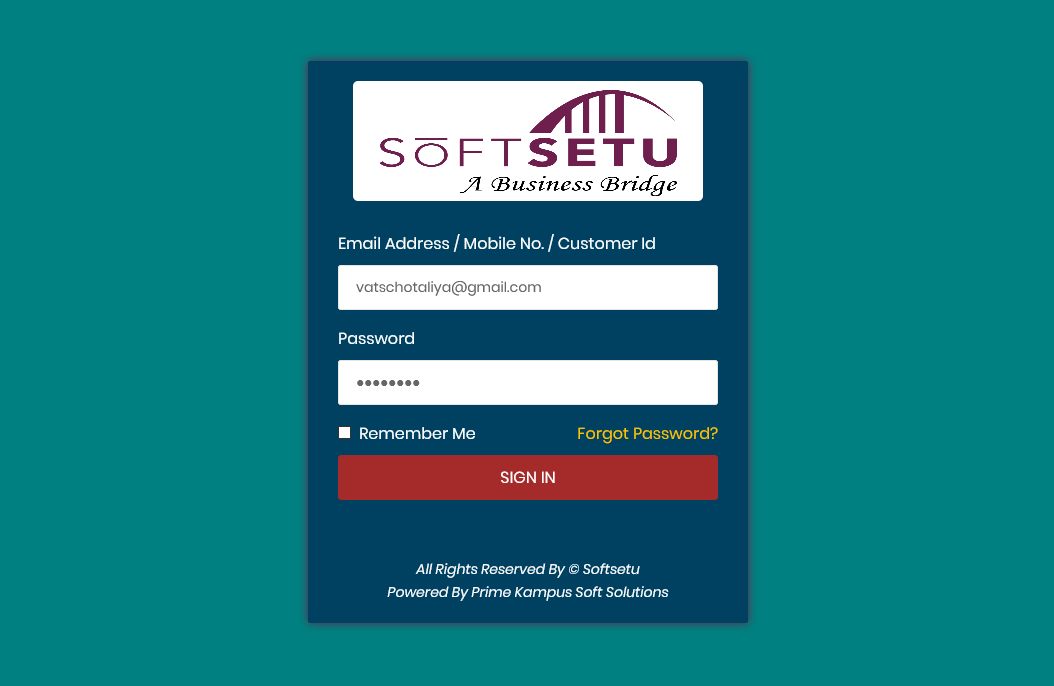 SōFTSETU
A Business Bridge
Email Address / Mobile No. / Customer Id
vatschotaliya@gmail.com
Password
••••••••
Remember Me Forgot Password?
SIGN IN
All Rights Reserved By © Softsetu
Powered By Prime Kampus Soft Solutions